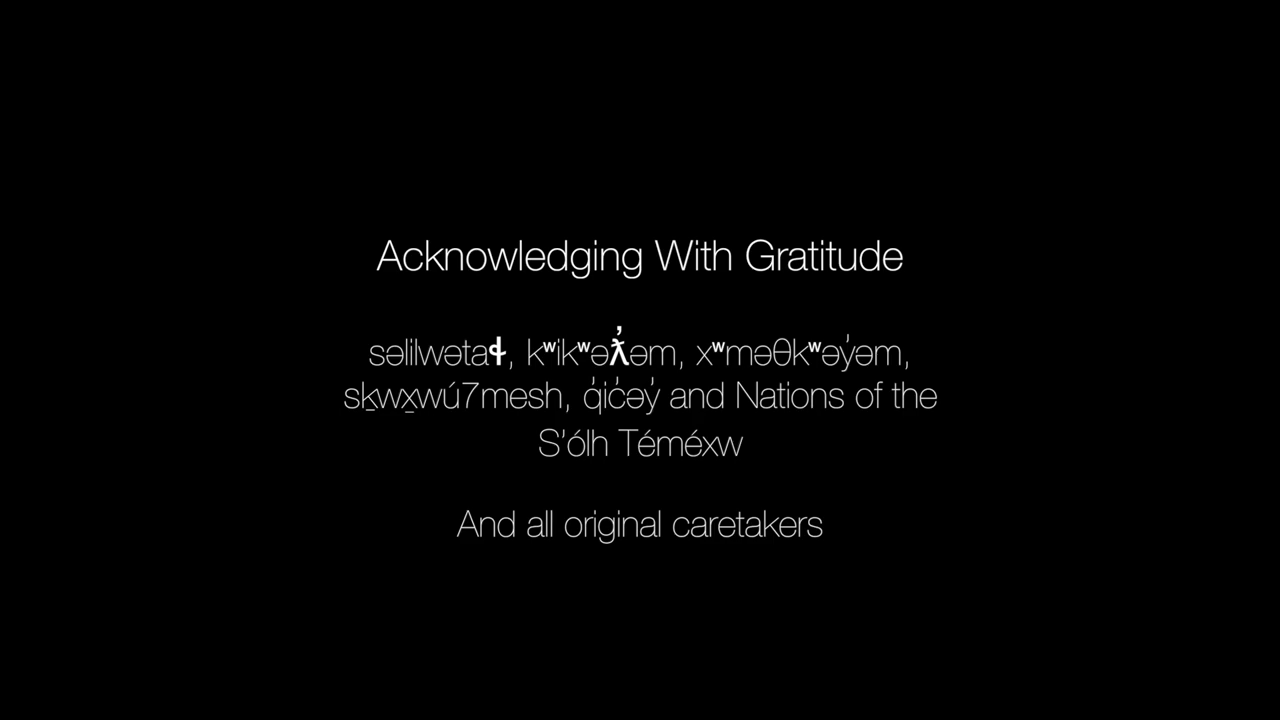 Acknowledging With Gratitude
səlilwətaɬ, kʷikʷəƛ̓əm, xʷməθkʷəy̓əm,
sḵwx̱wú7mesh, q̓ic̓əy̓ and Nations of the
S'ólh Téméxw
And all original caretakers